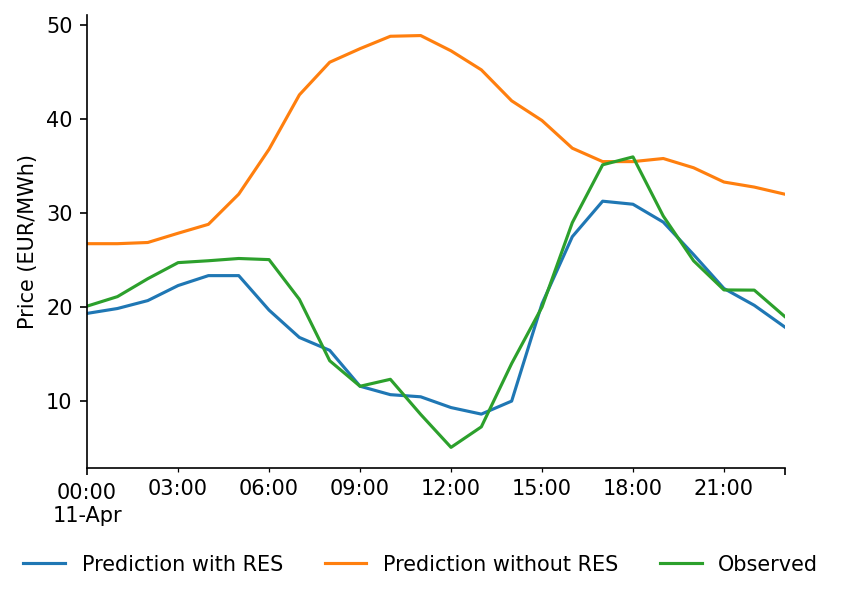 50
40
30
20
10
Price (EUR/MWh)
00:00 03:00 06:00 09:00 12:00 15:00 18:00 21:00
11-Apr
Prediction with RES Prediction without RES Observed